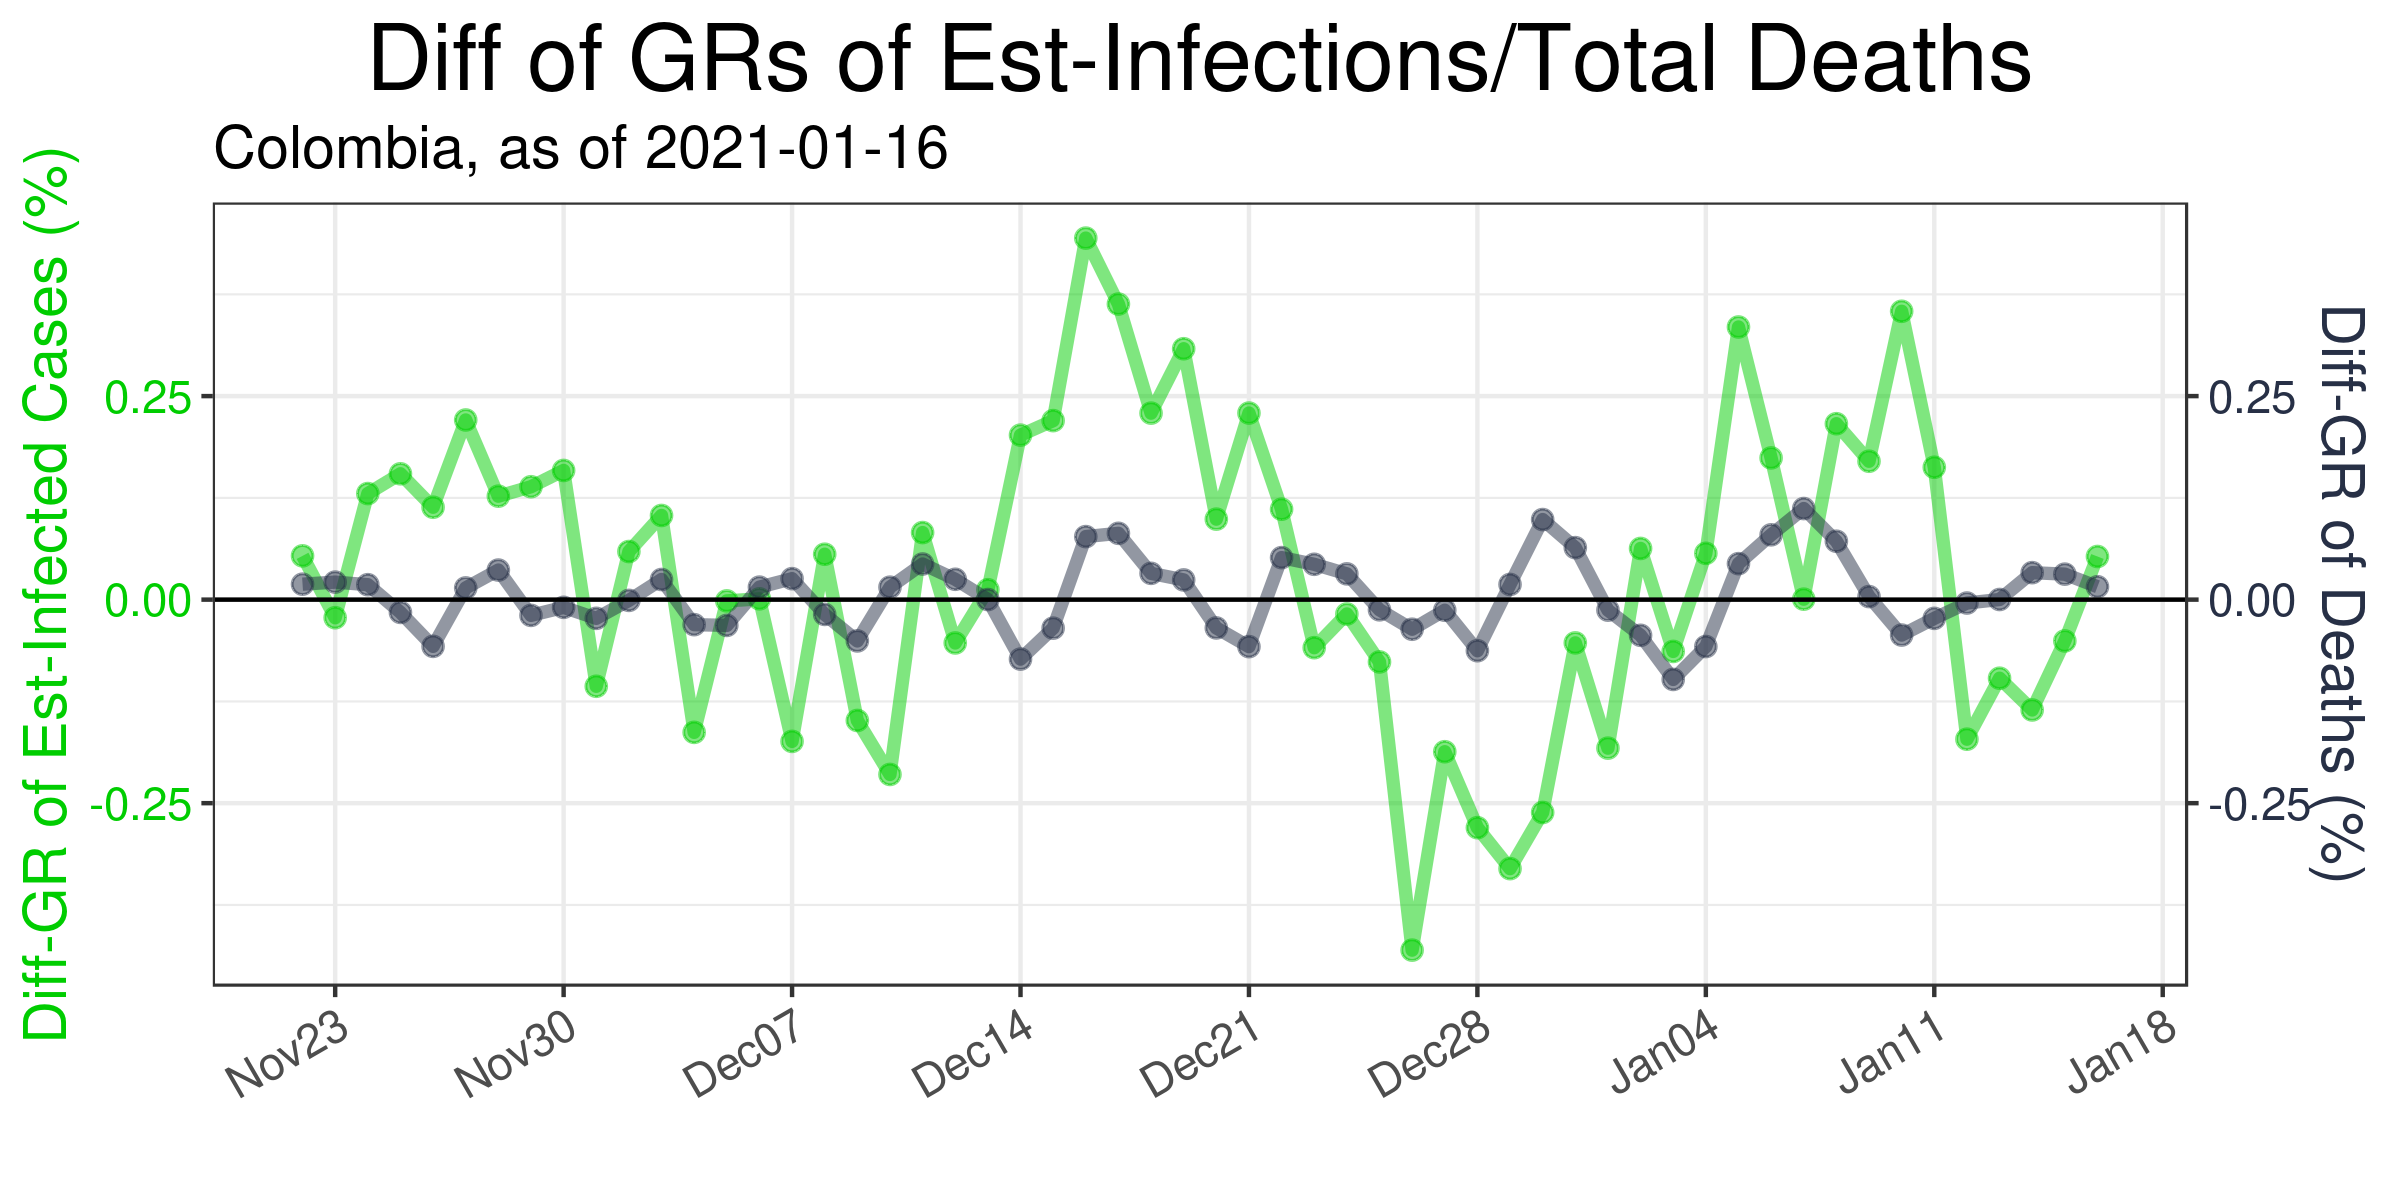 Diff of GRs of Est-Infections/Total Deaths
Colombia, as of 2021-01-16
Diff-GR of Est-Infected Cases (%)
0.25
0.00
-0.25
0.25
0.00
-0.25
Diff-GR of Deaths (%)
Nov23
Nov30
Dec07
Dec14
Dec21
Dec28
Jan04
Jan11
Jan18